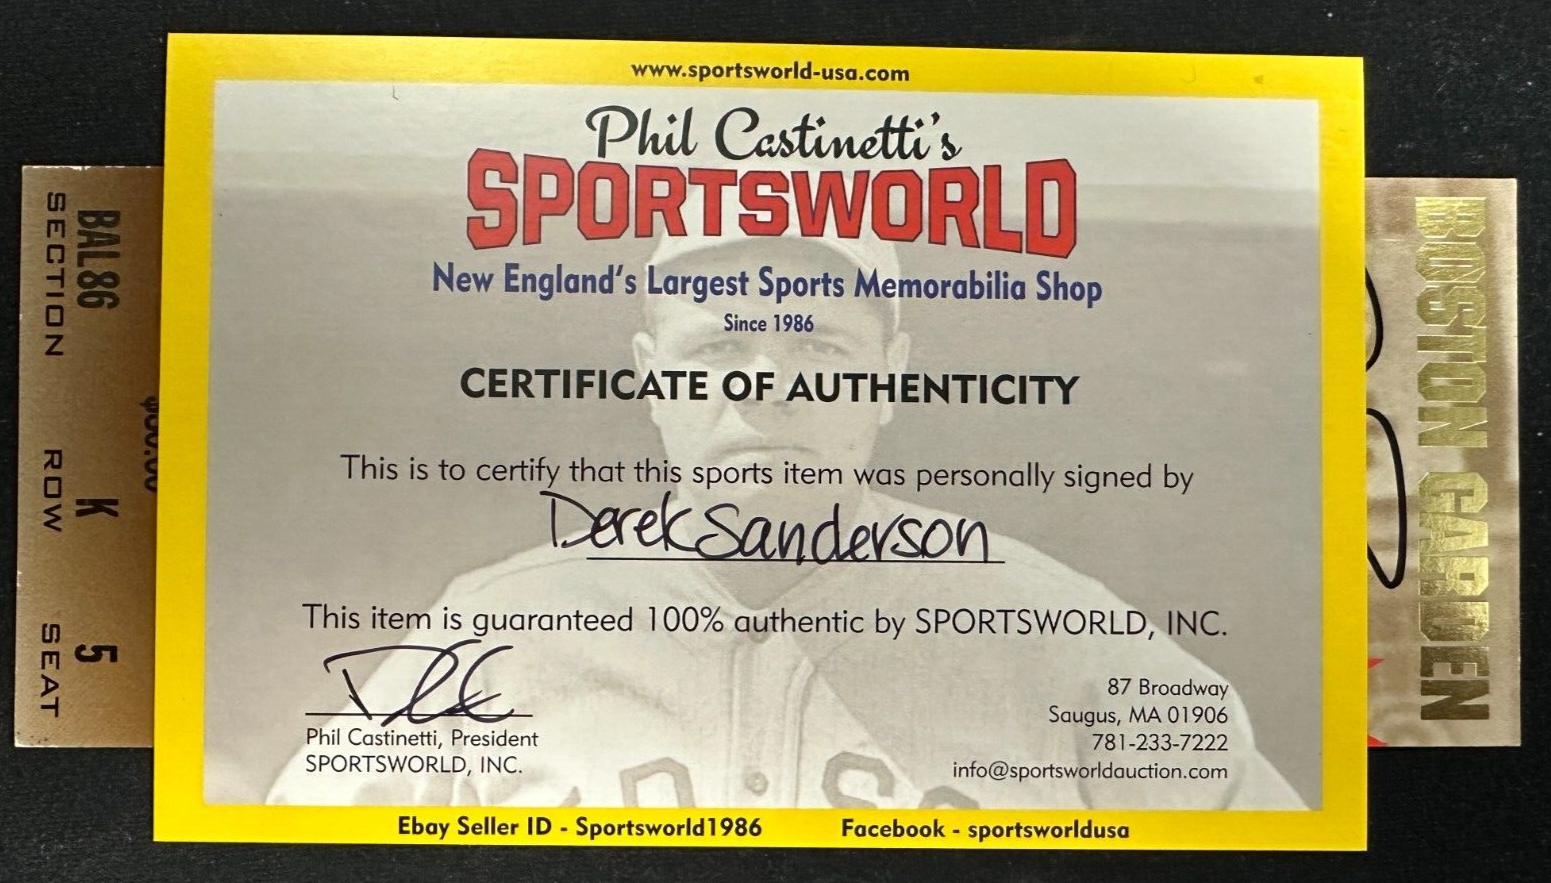 www.sportsworld-usa.com
Phil Castinetti's
SPORTSWORLD
New England's Largest Sports Memorabilia Shop
Since 1986
CERTIFICATE OF AUTHENTICITY
This is to certify that this sports item was personally signed by
Derek Sanderson
This item is guaranteed 100% authentic by SPORTSWORLD, INC.
Phil Castinetti, President
SPORTSWORLD, INC.
87 Broadway
Saugus, MA 01906
781-233-7222
info@sportsworldauction.com
Ebay Seller ID - Sportsworld1986
Facebook - sportsworldusa
BAL86
SECTION
K
ROW
5
SEAT
BOSTON GARDEN